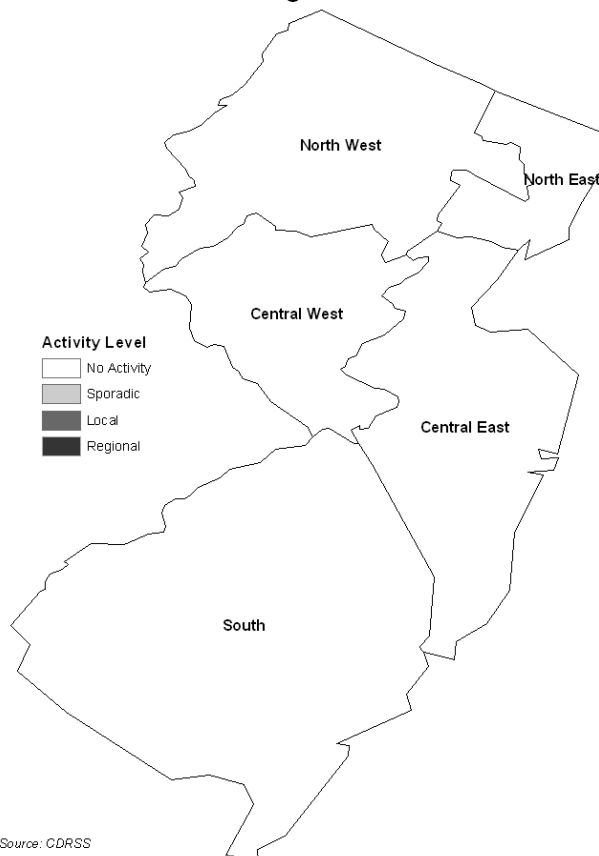 North West
North East
Central West
Activity Level
No Activity
Sporadic
Local
Regional
Central East
South
Source: CDRSS